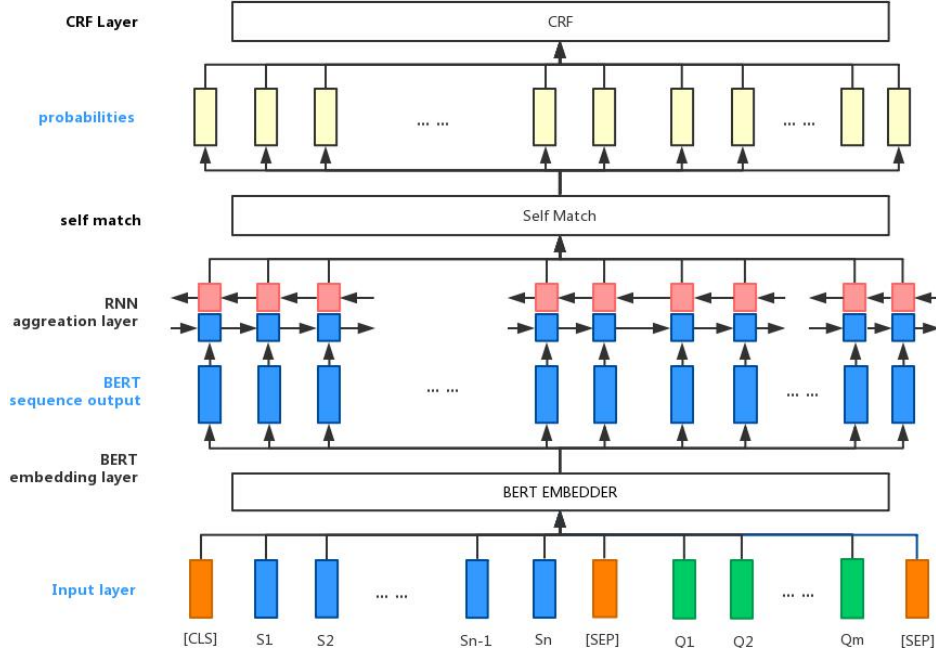 CRF Layer
CRF
probabilities
... ...
... ...
self match
Self Match
RNN
aggreation layer
BERT
sequence output
... ...
... ...
BERT
embedding layer
BERT EMBEDDER
Input layer
... ...
... ...
[CLS] S1 S2 Sn-1 Sn [SEP] Q1 Q2 Qm [SEP]